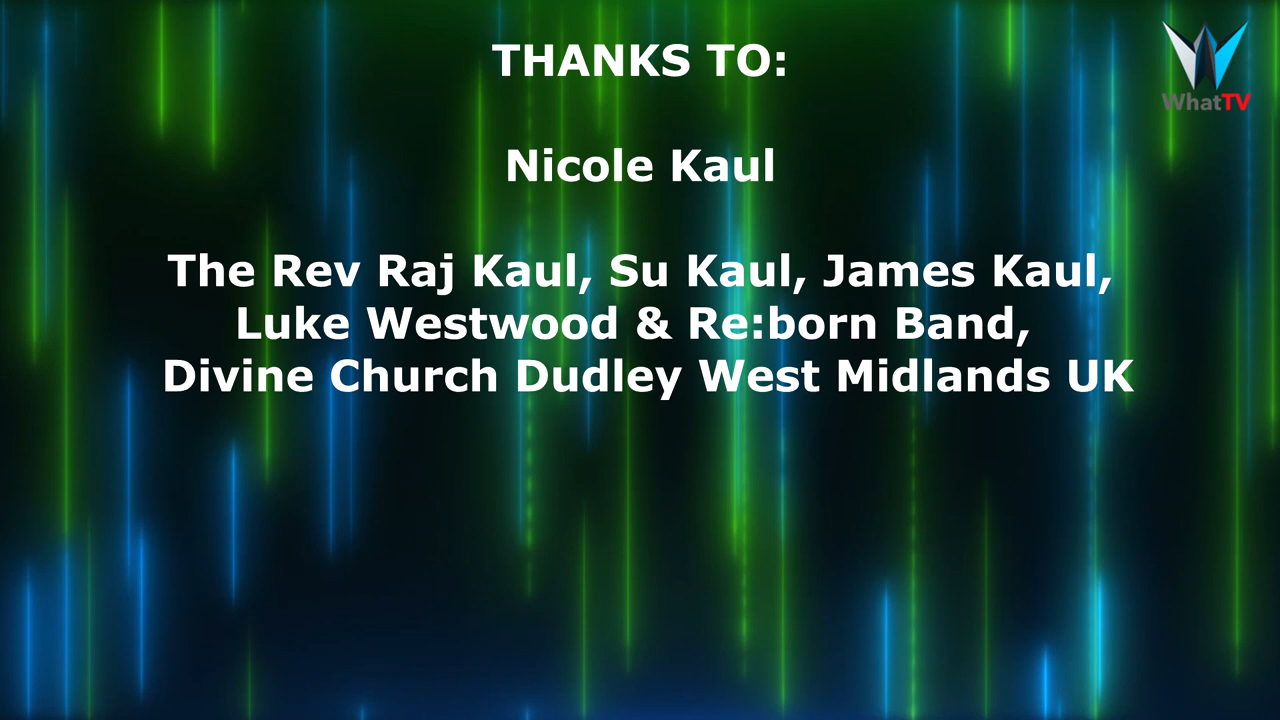 THANKS TO:
WhatTV
Nicole Kaul
The Rev Raj Kaul, Su Kaul, James Kaul,
Luke Westwood & Re:born Band,
Divine Church Dudley West Midlands UK